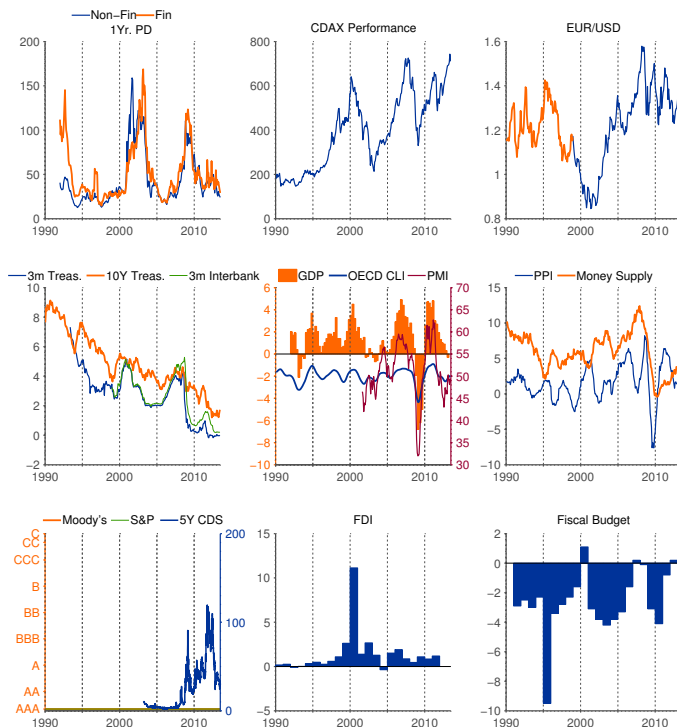 Non−Fin Fin
1Yr. PD
200
150
100
50
0
1990 2000 2010
CDAX Performance
800
600
400
200
0
1990 2000 2010
EUR/USD
1.6
1.4
1.2
1
0.8
1990 2000 2010
3m Treas. 10Y Treas. 3m Interbank
10
8
6
4
2
0
−2
1990 2000 2010
GDP OECD CLI PMI
6 70
4 65
2 60
0 55
−2 50
−4 45
−6 40
−8 35
−10 30
1990 2000 2010
PPI Money Supply
15
10
5
0
−5
−10
1990 2000 2010
Moody's S&P 5Y CDS
C 200
CC
CCC
B
BB 100
BBB
A
AA
AAA 0
1990 2000 2010
FDI
15
10
5
0
−5
1990 2000 2010
Fiscal Budget
2
0
−2
−4
−6
−8
−10
1990 2000 2010